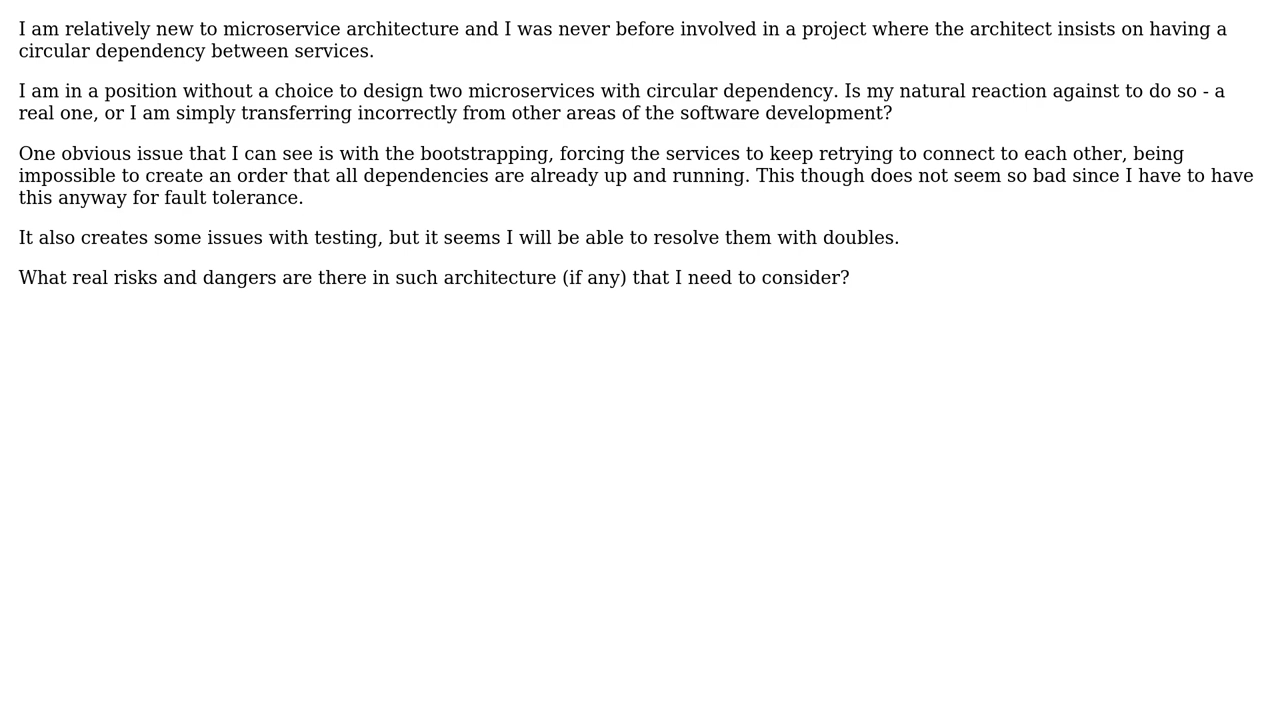 I am relatively new to microservice architecture and I was never before involved in a project where the architect insists on having a
circular dependency between services.
I am in a position without a choice to design two microservices with circular dependency. Is my natural reaction against to do so - a
real one, or I am simply transferring incorrectly from other areas of the software development?
One obvious issue that I can see is with the bootstrapping, forcing the services to keep retrying to connect to each other, being
impossible to create an order that all dependencies are already up and running. This though does not seem so bad since I have to have
this anyway for fault tolerance.
It also creates some issues with testing, but it seems I will be able to resolve them with doubles.
What real risks and dangers are there in such architecture (if any) that I need to consider?